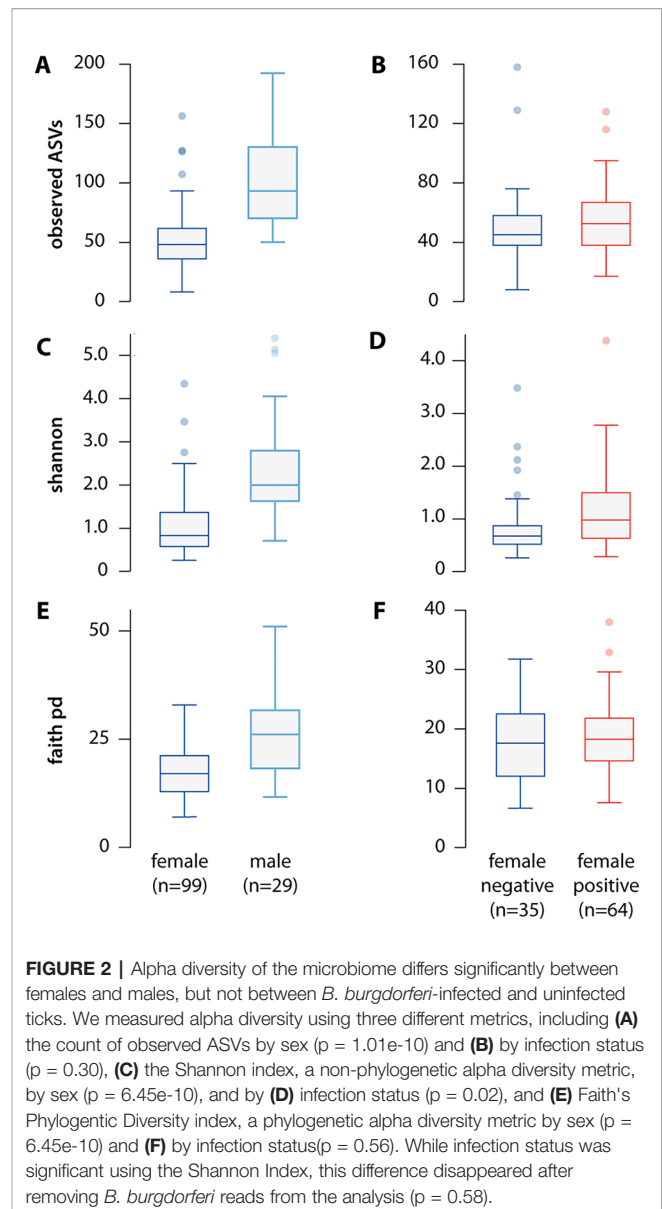 A
B
200
150
100
50
0
observed ASVs
160
120
80
40
0
C
D
5.0
4.0
3.0
2.0
1.0
0
shannon
4.0
3.0
2.0
1.0
0
E
F
50
25
0
faith pd
40
30
20
10
0
female
(n=99)
male
(n=29)
female
negative
(n=35)
female
positive
(n=64)
FIGURE 2 | Alpha diversity of the microbiome differs significantly between
females and males, but not between B. burgdorferi-infected and uninfected
ticks. We measured alpha diversity using three different metrics, including (A)
the count of observed ASVs by sex (p = 1.01e-10) and (B) by infection status
(p = 0.30), (C) the Shannon index, a non-phylogenetic alpha diversity metric,
by sex (p = 6.45e-10), and by (D) infection status (p = 0.02), and (E) Faith's
Phylogentic Diversity index, a phylogenetic alpha diversity metric by sex (p =
6.45e-10) and (F) by infection status(p = 0.56). While infection status was
significant using the Shannon Index, this difference disappeared after
removing B. burgdorferi reads from the analysis (p = 0.58).